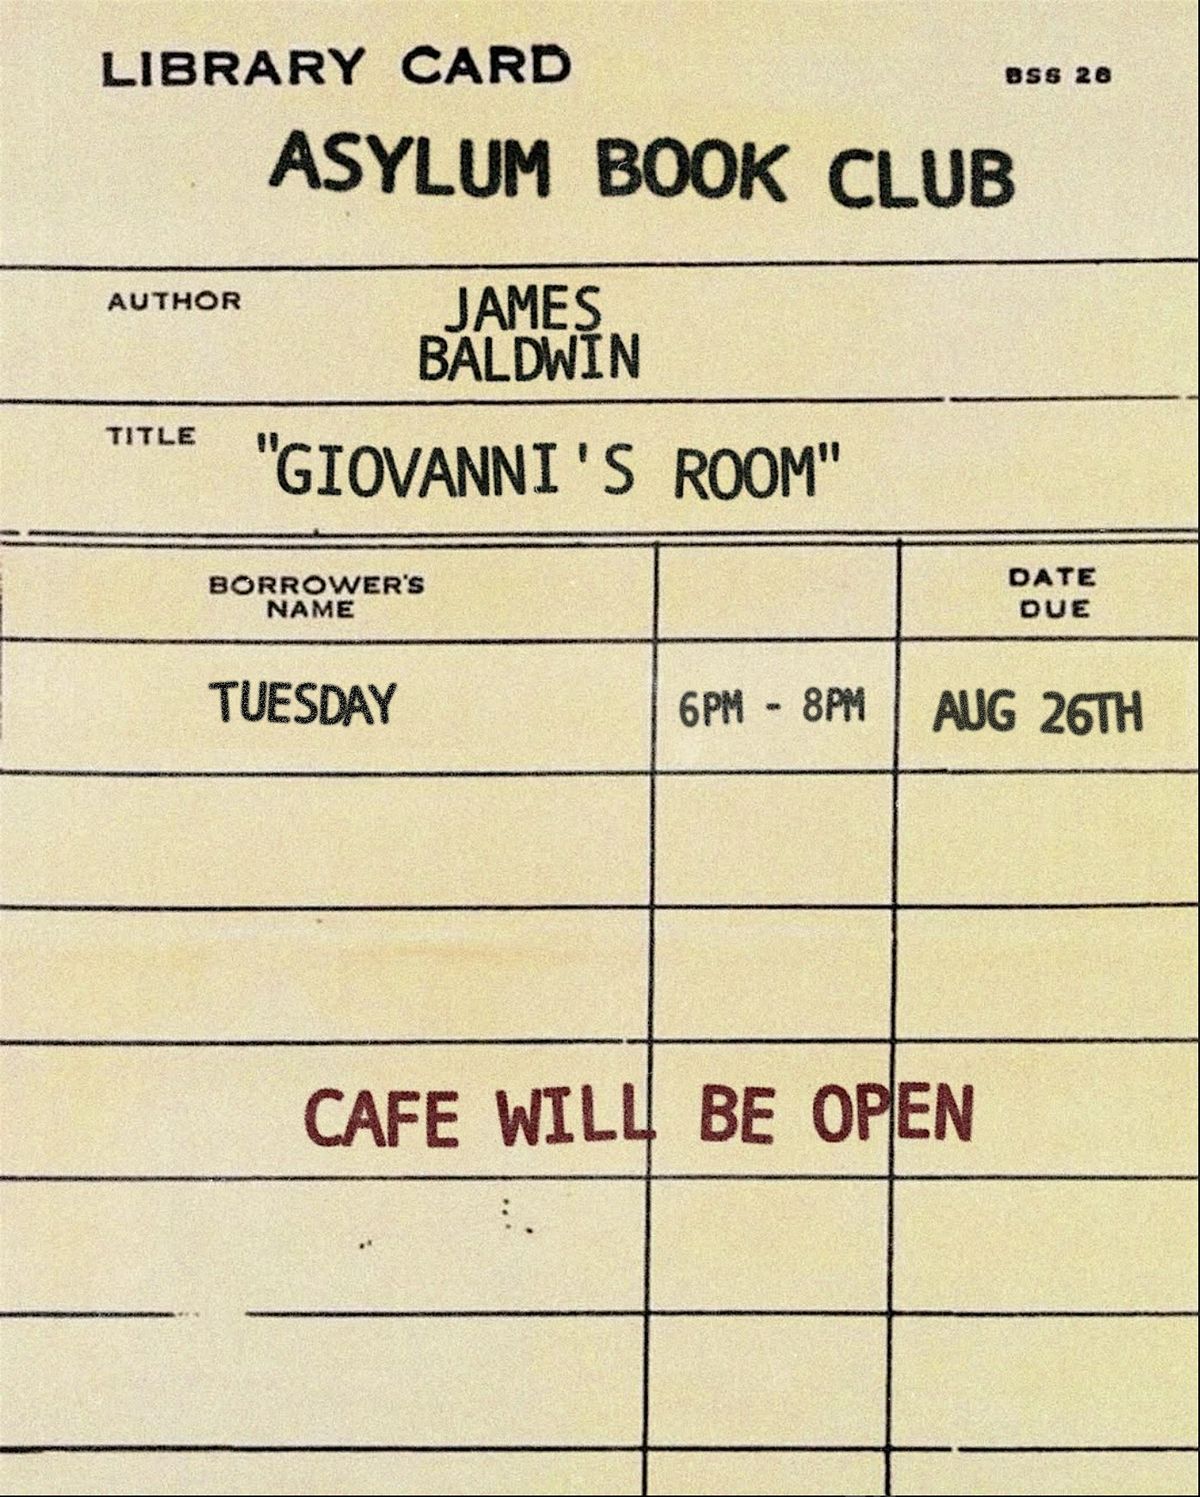 LIBRARY CARD
BSS 28
ASYLUM BOOK CLUB
AUTHOR
JAMES
BALDWIN
TITLE
"GIOVANNI'S ROOM"
BORROWER'S
NAME
DATE
DUE
TUESDAY
6PM - 8PM
AUG 26TH
CAFE WILL BE OPEN